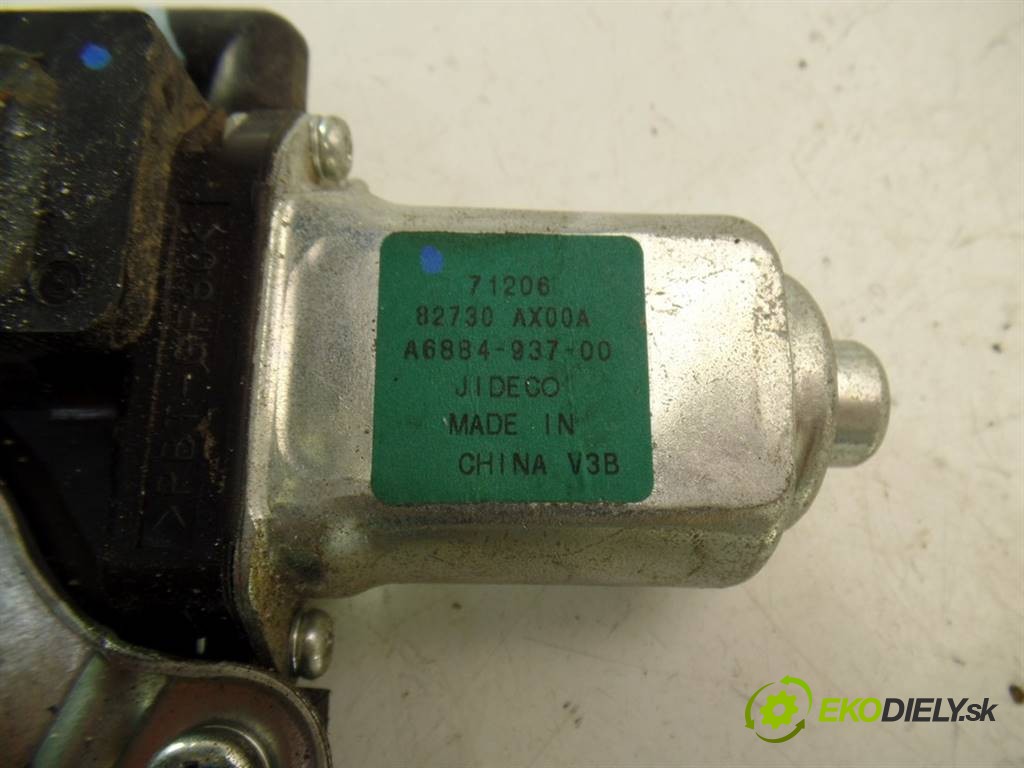 71206
82730 AX00A
A6884-937-00
JIDECO
MADE IN
CHINA V3B
EKODIELY.sk